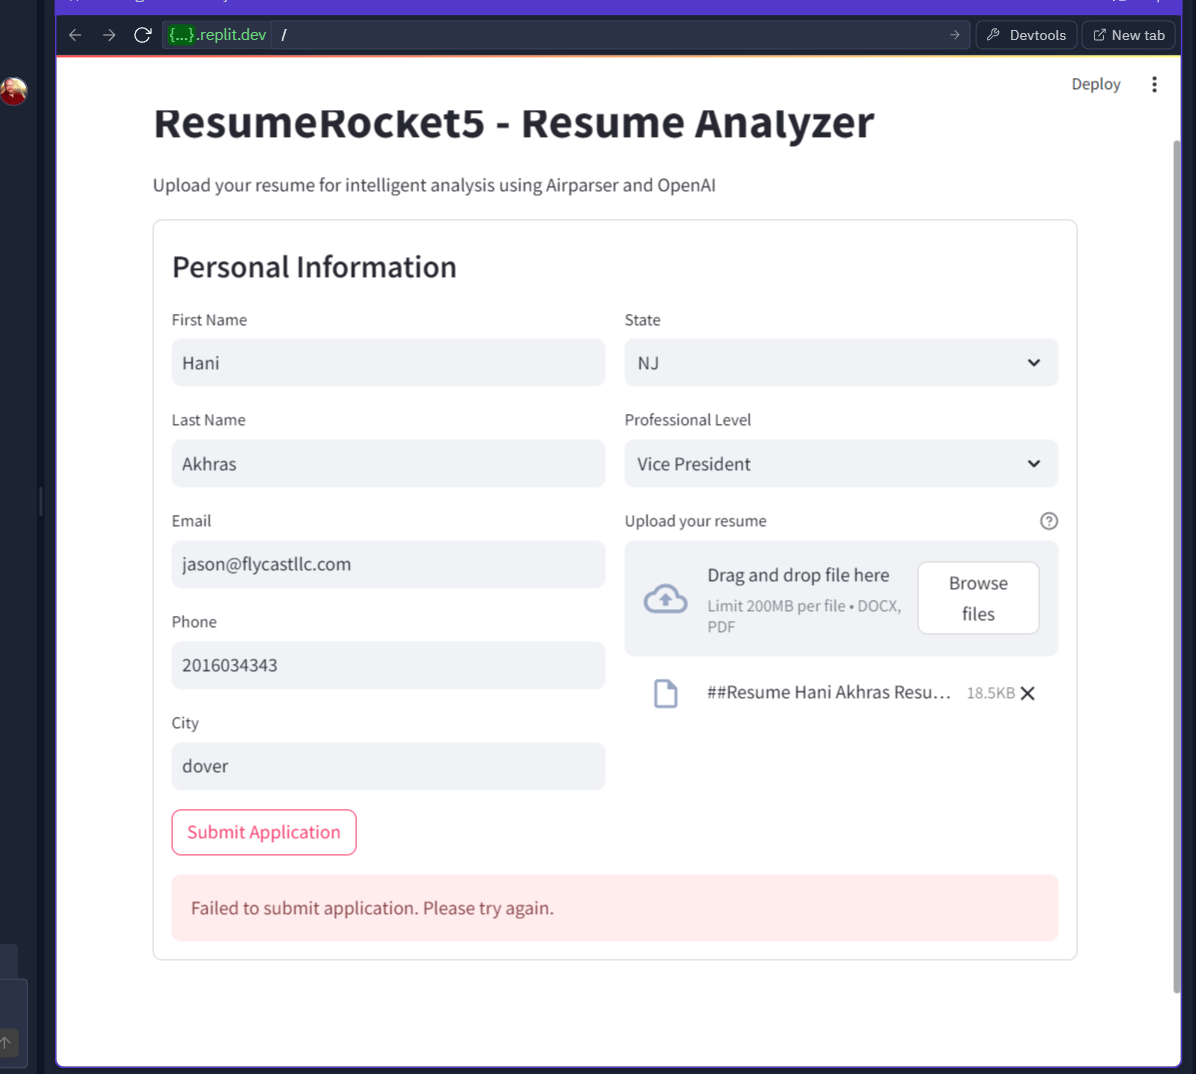 {...}.replit.dev /
Devtools
New tab
Deploy
ResumeRocket5 - Resume Analyzer
Upload your resume for intelligent analysis using Airparser and OpenAI
Personal Information
First Name
Hani
Last Name
Akhras
Email
jason@flycastllc.com
Phone
2016034343
City
dover
State
NJ
Professional Level
Vice President
Upload your resume
Drag and drop file here
Limit 200MB per file • DOCX,
PDF
Browse
files
##Resume Hani Akhras Resu... 18.5KB
Submit Application
Failed to submit application. Please try again.